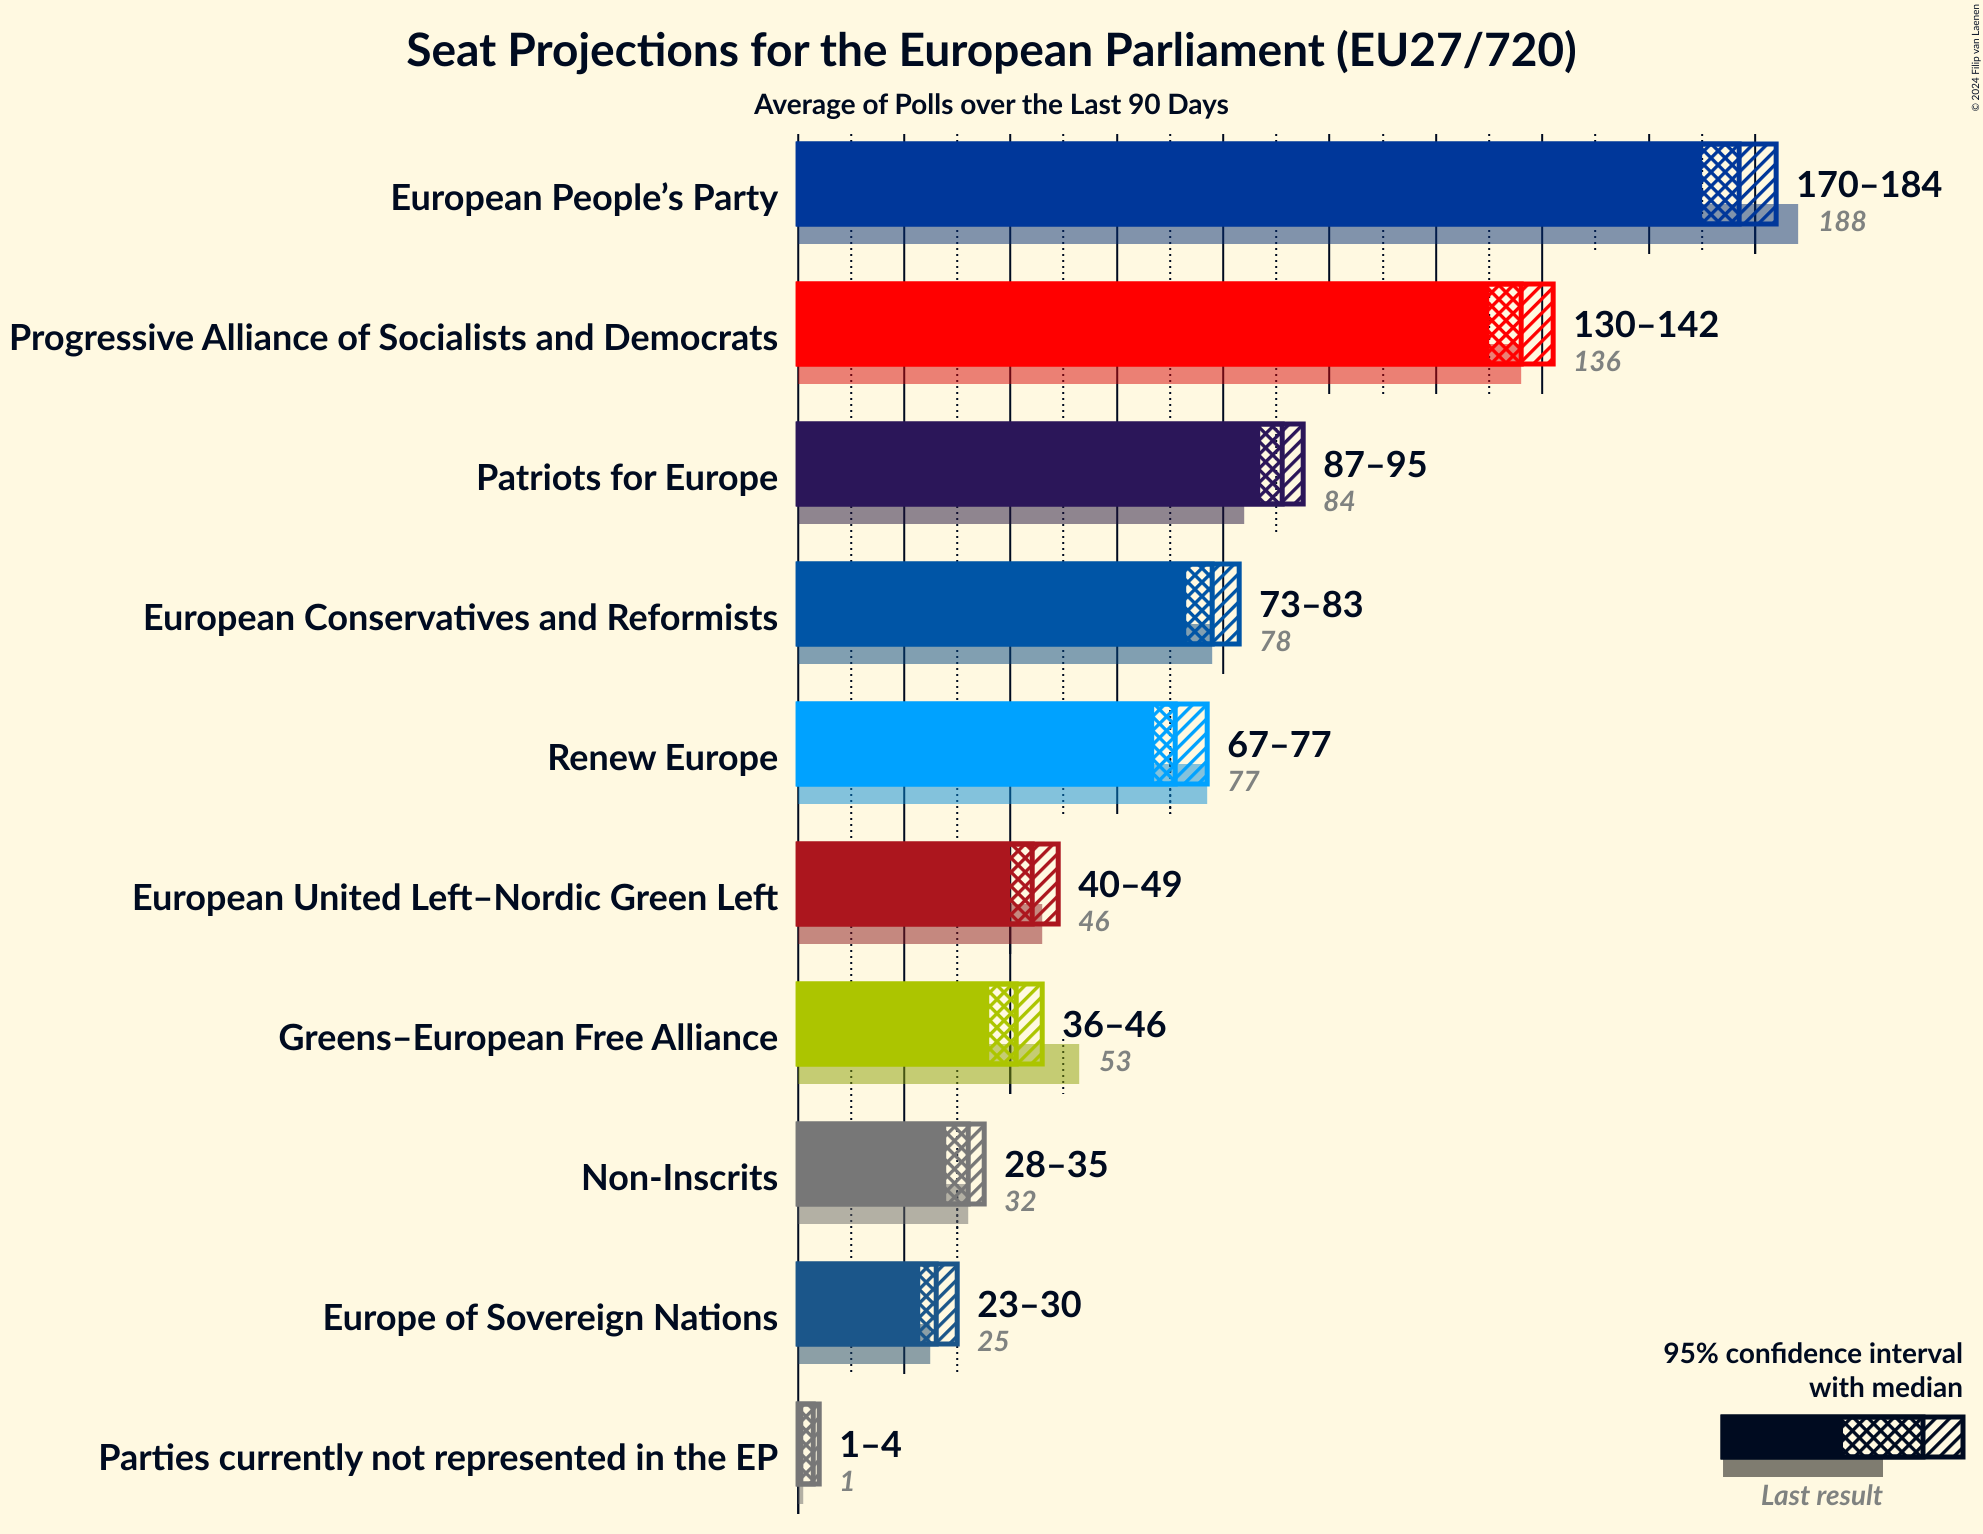 Seat Projections for the European Parliament (EU27/720)
Average of Polls over the Last 90 Days
© 2024 Filip van Laenen
European People’s Party
170–184
188
Progressive Alliance of Socialists and Democrats
130–142
136
Patriots for Europe
87–95
84
European Conservatives and Reformists
73–83
78
Renew Europe
67–77
77
European United Left–Nordic Green Left
40–49
46
Greens–European Free Alliance
36–46
53
Non-Inscrits
28–35
32
Europe of Sovereign Nations
23–30
25
Parties currently not represented in the EP
1–4
1
95% confidence interval
with median
Last result